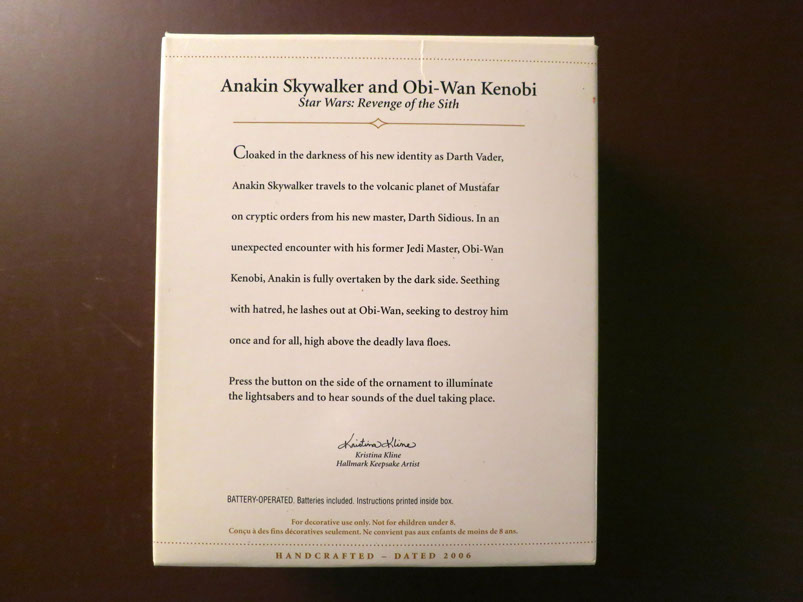 Anakin Skywalker and Obi-Wan Kenobi
Star Wars: Revenge of the Sith
Cloaked in the darkness of his new identity as Darth Vader,
Anakin Skywalker travels to the volcanic planet of Mustafar
on cryptic orders from his new master, Darth Sidious. In an
unexpected encounter with his former Jedi Master, Obi-Wan
Kenobi, Anakin is fully overtaken by the dark side. Seething
with hatred, he lashes out at Obi-Wan, seeking to destroy him
once and for all, high above the deadly lava floes.
Press the button on the side of the ornament to illuminate
the lightsabers and to hear sounds of the duel taking place.
Kristina Kline
Kristina Kline
Hallmark Keepsake Artist
BATTERY-OPERATED. Batteries included. Instructions printed inside box.
For decorative use only. Not for children under 8.
Conçu à des fins décoratives seulement. Ne convient pas aux enfants de moins de 8 ans.
HANDCRAFTED – DATED 2006